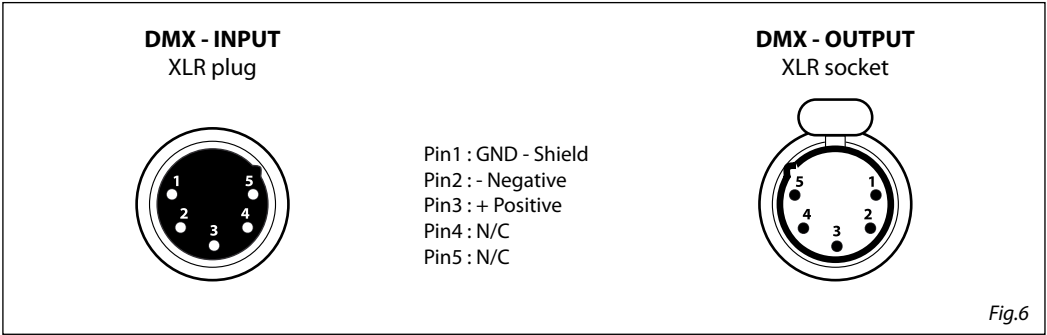 DMX - INPUT
XLR plug
1
5
2
4
3
Pin1 : GND - Shield
Pin2 : - Negative
Pin3 : + Positive
Pin4 : N/C
Pin5 : N/C
DMX - OUTPUT
XLR socket
5
1
4
2
3
Fig.6